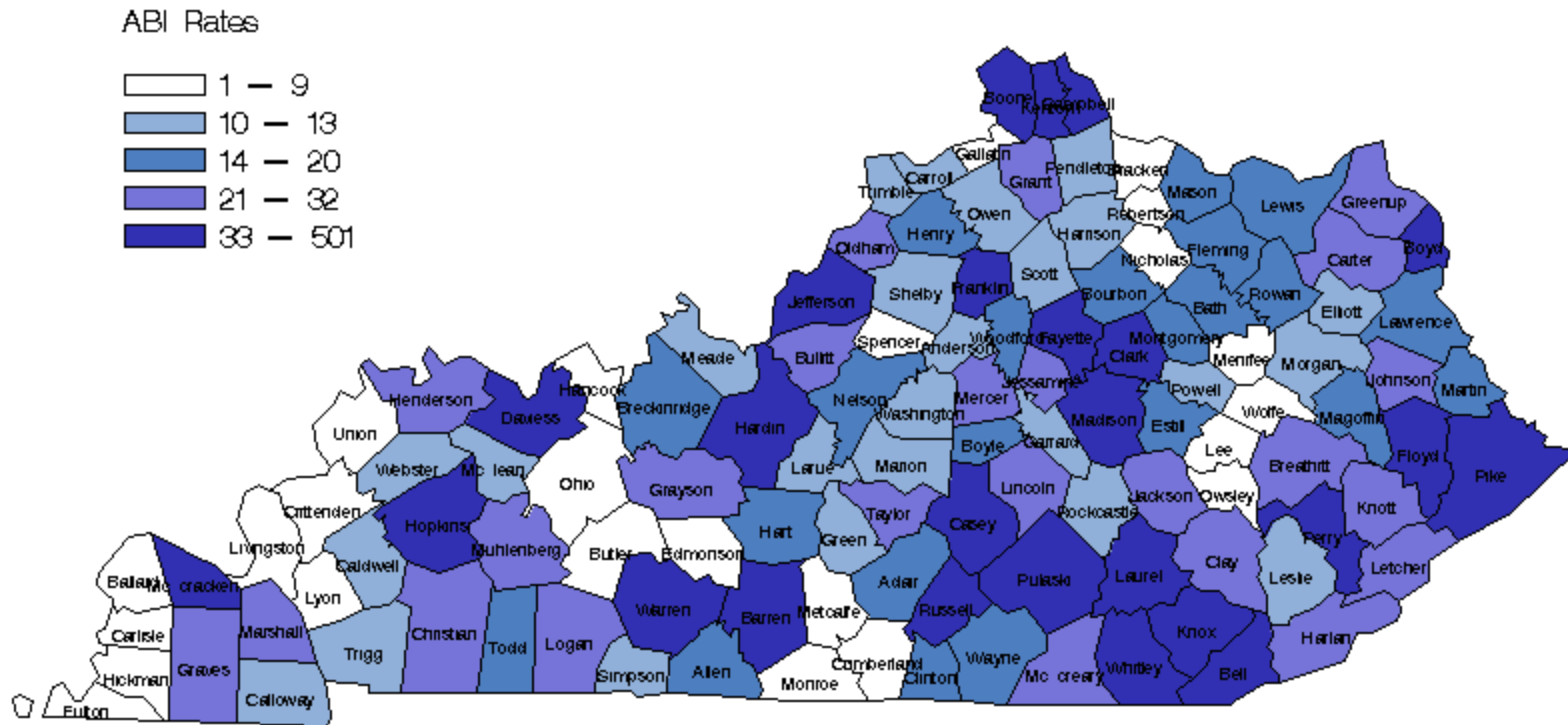 ABI Rates
1 — 9
10 — 13
14 — 20
21 — 32
33 — 501
Boone
Kenton
Campbell
Gallatin
Carroll
Trimble
Grant
Pendleton
Bracken
Mason
Lewis
Greenup
Owen
Henry
Oldham
Harrison
Robertson
Fleming
Nicholas
Carter
Boyd
Scott
Jefferson
Shelby
Franklin
Bourbon
Bath
Rowan
Elliott
Lawrence
Spencer
Anderson
Woodford
Fayette
Clark
Montgomery
Menifee
Morgan
Meade
Bullitt
Hancock
Henderson
Daviess
Breckinridge
Hardin
Nelson
Washington
Mercer
Jessamine
Madison
Powell
Wolfe
Magoffin
Johnson
Martin
Union
Webster
Mc lean
Ohio
Larue
Marion
Boyle
Garrard
Estil
Lee
Breathitt
Floyd
Pike
Grayson
Crittenden
Hopkins
Muhlenberg
Hart
Green
Taylor
Casey
Lincoln
Rockcastle
Jackson
Owsley
Knott
Perry
Livingston
Caldwell
Butler
Edmonson
Adair
Pulaski
Laurel
Clay
Leslie
Letcher
Ballard
Mc cracken
Lyon
Warren
Barren
Metcalfe
Russell
Knox
Harlan
Carlisle
Marshall
Christian
Todd
Logan
Graves
Trigg
Simpson
Allen
Monroe
Cumberland
Clinton
Wayne
Mc creary
Whitley
Bell
Hickman
Calloway
Fulton